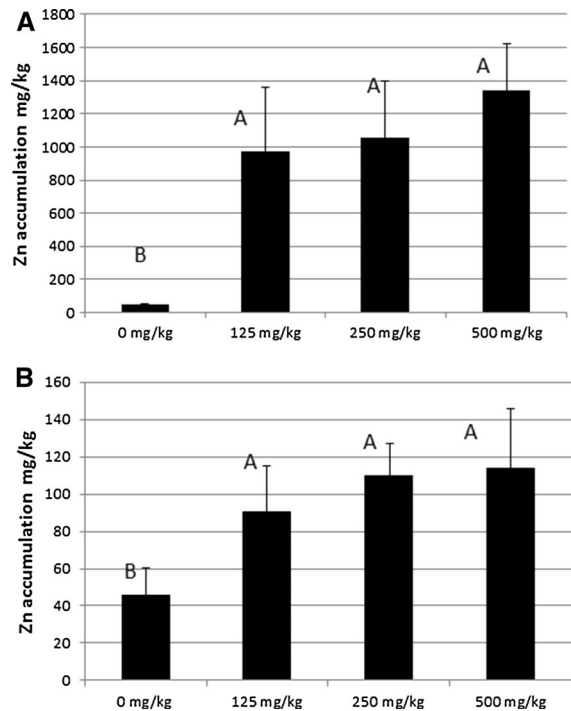 A
Zn accumulation mg/kg
1800
1600
1400
1200
1000
800
600
400
200
0
B
A
A
A
0 mg/kg
125 mg/kg
250 mg/kg
500 mg/kg
B
Zn accumulation mg/kg
160
140
120
100
80
60
40
20
0
B
A
A
A
0 mg/kg
125 mg/kg
250 mg/kg
500 mg/kg